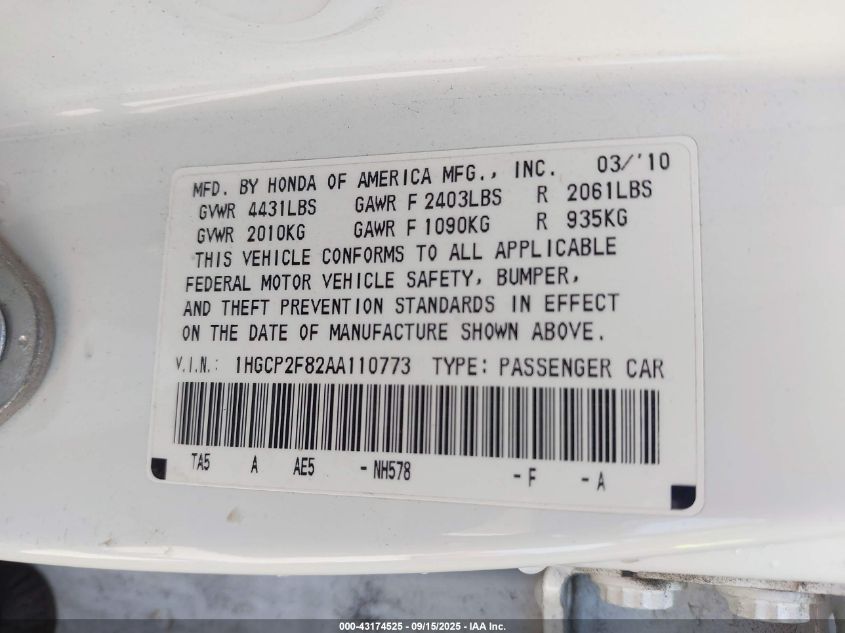 MFD. BY HONDA OF AMERICA MFG., INC. 03/'10
GVWR 4431LBS GAWR F 2403LBS R 2061LBS
GVWR 2010KG GAWR F 1090KG R 935KG
THIS VEHICLE CONFORMS TO ALL APPLICABLE
FEDERAL MOTOR VEHICLE SAFETY, BUMPER,
AND THEFT PREVENTION STANDARDS IN EFFECT
ON THE DATE OF MANUFACTURE SHOWN ABOVE.
V.I.N.: 1HGCP2F82AA110773 TYPE: PASSENGER CAR
TA5 A AE5 - NH578 - F - A
000-43174525 - 09/15/2025 - IAA Inc.